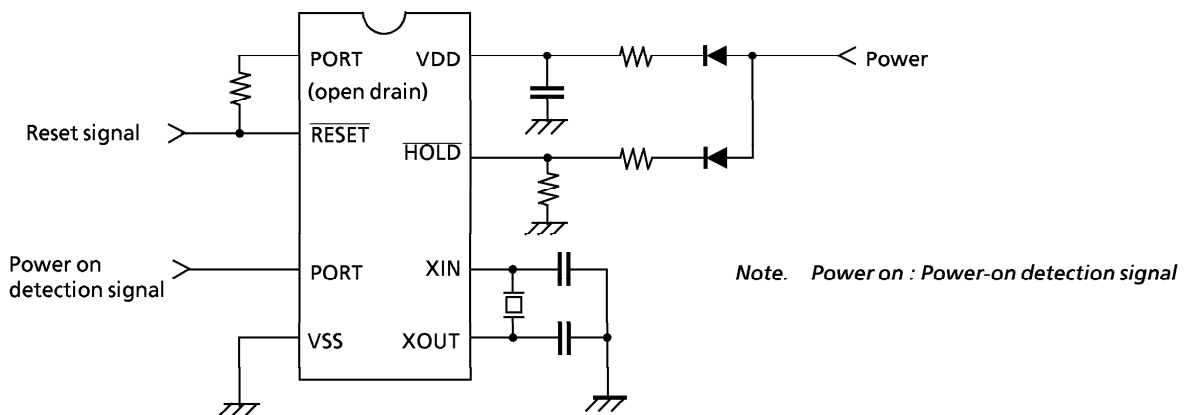 PORT
(open drain)
VDD
Power
Reset signal
RESET
HOLD
Power on
detection signal
PORT
XIN
Note. Power on : Power-on detection signal
VSS
XOUT